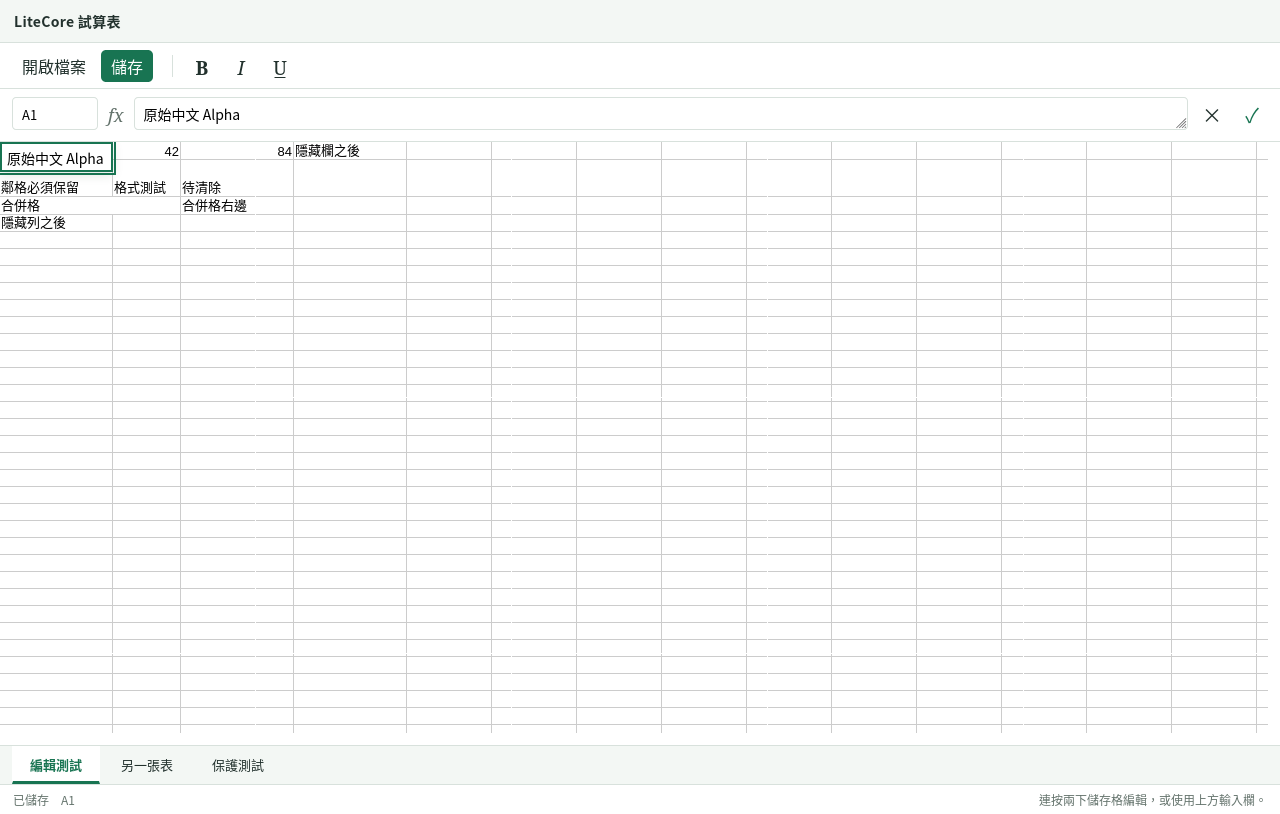 LiteCore 試算表
開啟檔案 儲存 B I U
A1 fx 原始中文 Alpha
原始中文 Alpha 42 84 隱藏欄之後
鄰格必須保留 格式測試 待清除
合併格 合併格右邊
隱藏列之後
編輯測試 另一張表 保護測試
已儲存 A1 連按兩下儲存格編輯，或使用上方輸入欄。